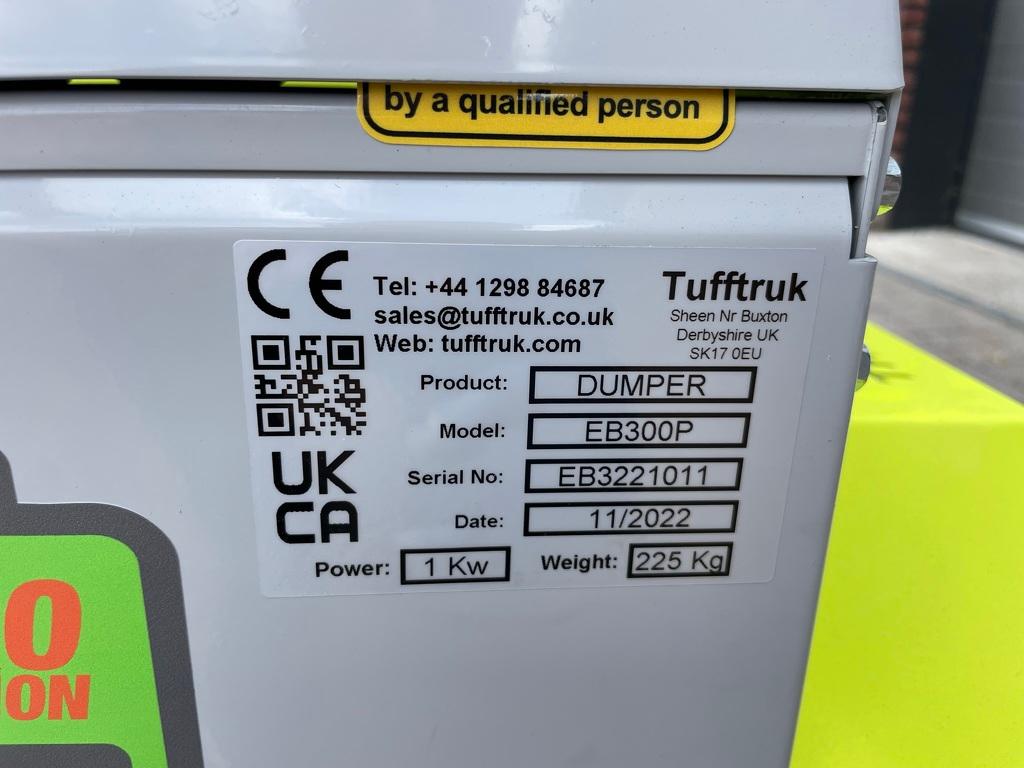 by a qualified person
CE
Tel: +44 1298 84687
sales@tufftruk.co.uk
Web: tufftruk.com
Tufftruk
Sheen Nr Buxton
Derbyshire UK
SK17 0EU
Product: DUMPER
Model: EB300P
Serial No: EB3221011
Date: 11/2022
Power: 1 Kw Weight: 225 Kg
UK
CA
0
ION